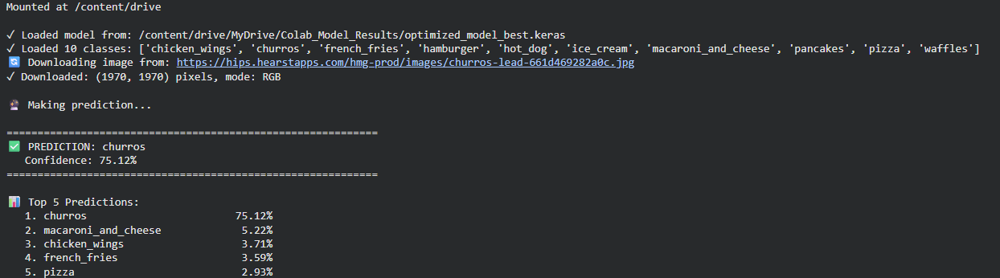 Mounted at /content/drive
✓ Loaded model from: /content/drive/MyDrive/Colab_Model_Results/optimized_model_best.keras
✓ Loaded 10 classes: ['chicken_wings', 'churros', 'french_fries', 'hamburger', 'hot_dog', 'ice_cream', 'macaroni_and_cheese', 'pancakes', 'pizza', 'waffles']
🔄 Downloading image from: https://hips.hearstapps.com/hmg-prod/images/churros-lead-661d469282a0c.jpg
✓ Downloaded: (1970, 1970) pixels, mode: RGB
🔮 Making prediction...
============================================================
✅ PREDICTION: churros
Confidence: 75.12%
============================================================
📊 Top 5 Predictions:
1. churros 75.12%
2. macaroni_and_cheese 5.22%
3. chicken_wings 3.71%
4. french_fries 3.59%
5. pizza 2.93%